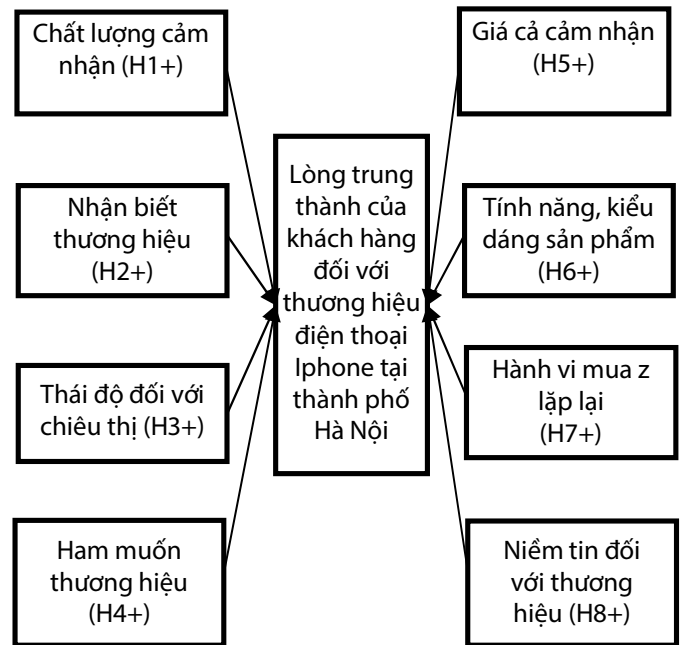 Chất lượng cảm
nhận (H1+)
Nhận biết
thương hiệu
(H2+)
Thái độ đối với
chiêu thị (H3+)
Ham muốn
thương hiệu
(H4+)
Lòng trung
thành của
khách hàng
đối với
thương hiệu
điện thoại
Iphone tại
thành phố
Hà Nội
Giá cả cảm nhận
(H5+)
Tính năng, kiểu
dáng sản phẩm
(H6+)
Hành vi mua z
lặp lại
(H7+)
Niềm tin đối
với thương
hiệu (H8+)